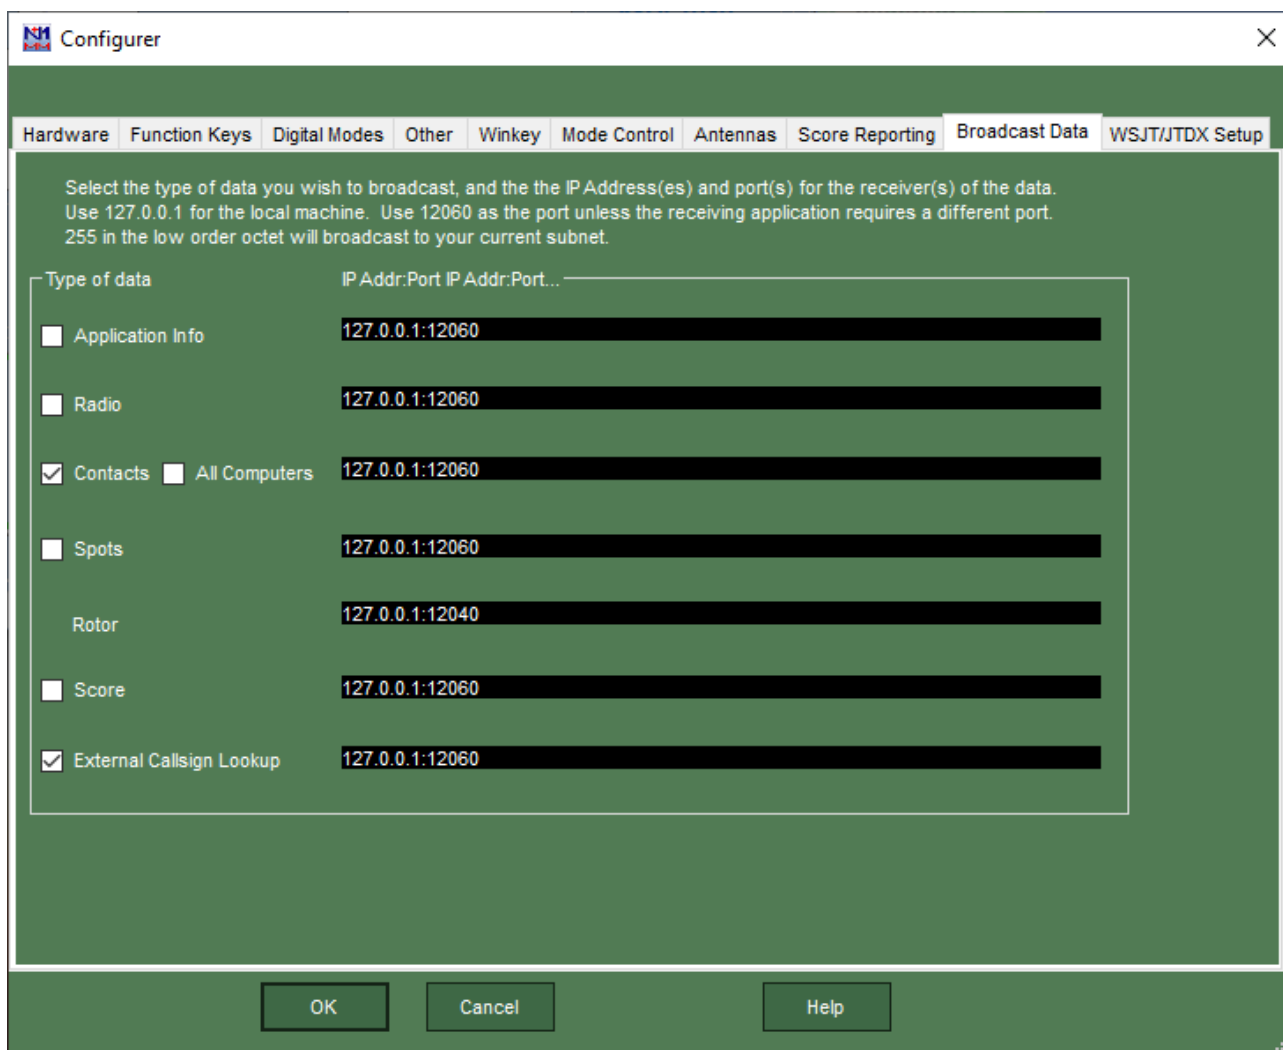 N1
MM
Configurer
Hardware Function Keys Digital Modes Other Winkey Mode Control Antennas Score Reporting Broadcast Data WSJT/JTDX Setup
Select the type of data you wish to broadcast, and the the IP Address(es) and port(s) for the receiver(s) of the data.
Use 127.0.0.1 for the local machine. Use 12060 as the port unless the receiving application requires a different port.
255 in the low order octet will broadcast to your current subnet.
Type of data IP Addr:Port IP Addr:Port...
Application Info 127.0.0.1:12060
Radio 127.0.0.1:12060
Contacts All Computers 127.0.0.1:12060
Spots 127.0.0.1:12060
Rotor 127.0.0.1:12040
Score 127.0.0.1:12060
External Callsign Lookup 127.0.0.1:12060
OK Cancel Help